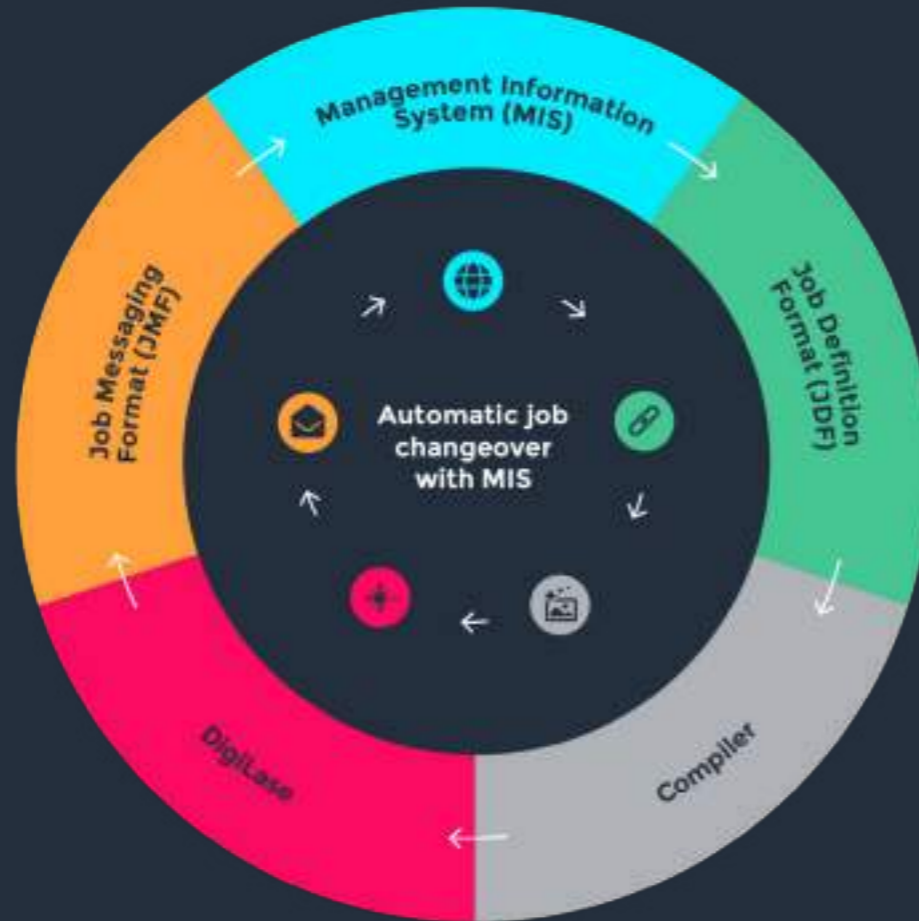 Management Information
System (MIS)
Job Definition
Format (JDF)
Compiler
DigiLase
Job Messaging
Format (JMF)
Automatic job
changeover
with MIS